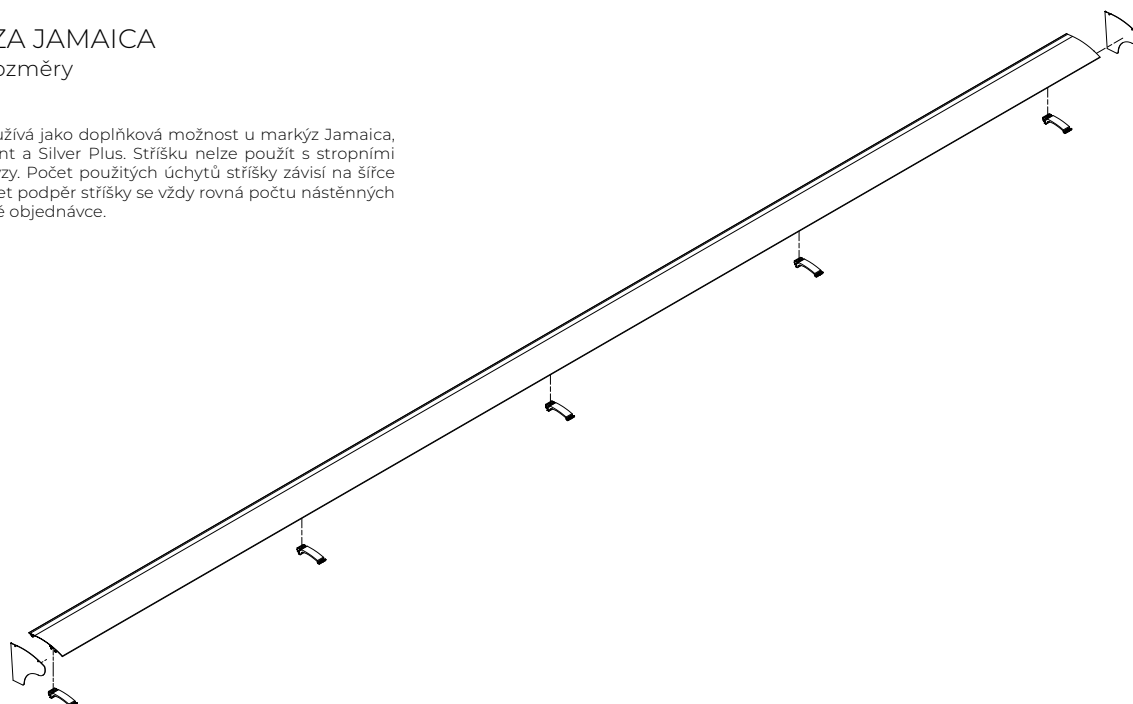 ZA JAMAICA
ozměry
užívá jako doplňková možnost u markýz Jamaica,
nt a Silver Plus. Stříšku nelze použít s stropními
ýzy. Počet použitých úchytů stříšky závisí na šířce
et podpěr stříšky se vždy rovná počtu nástěnných
é objednávce.